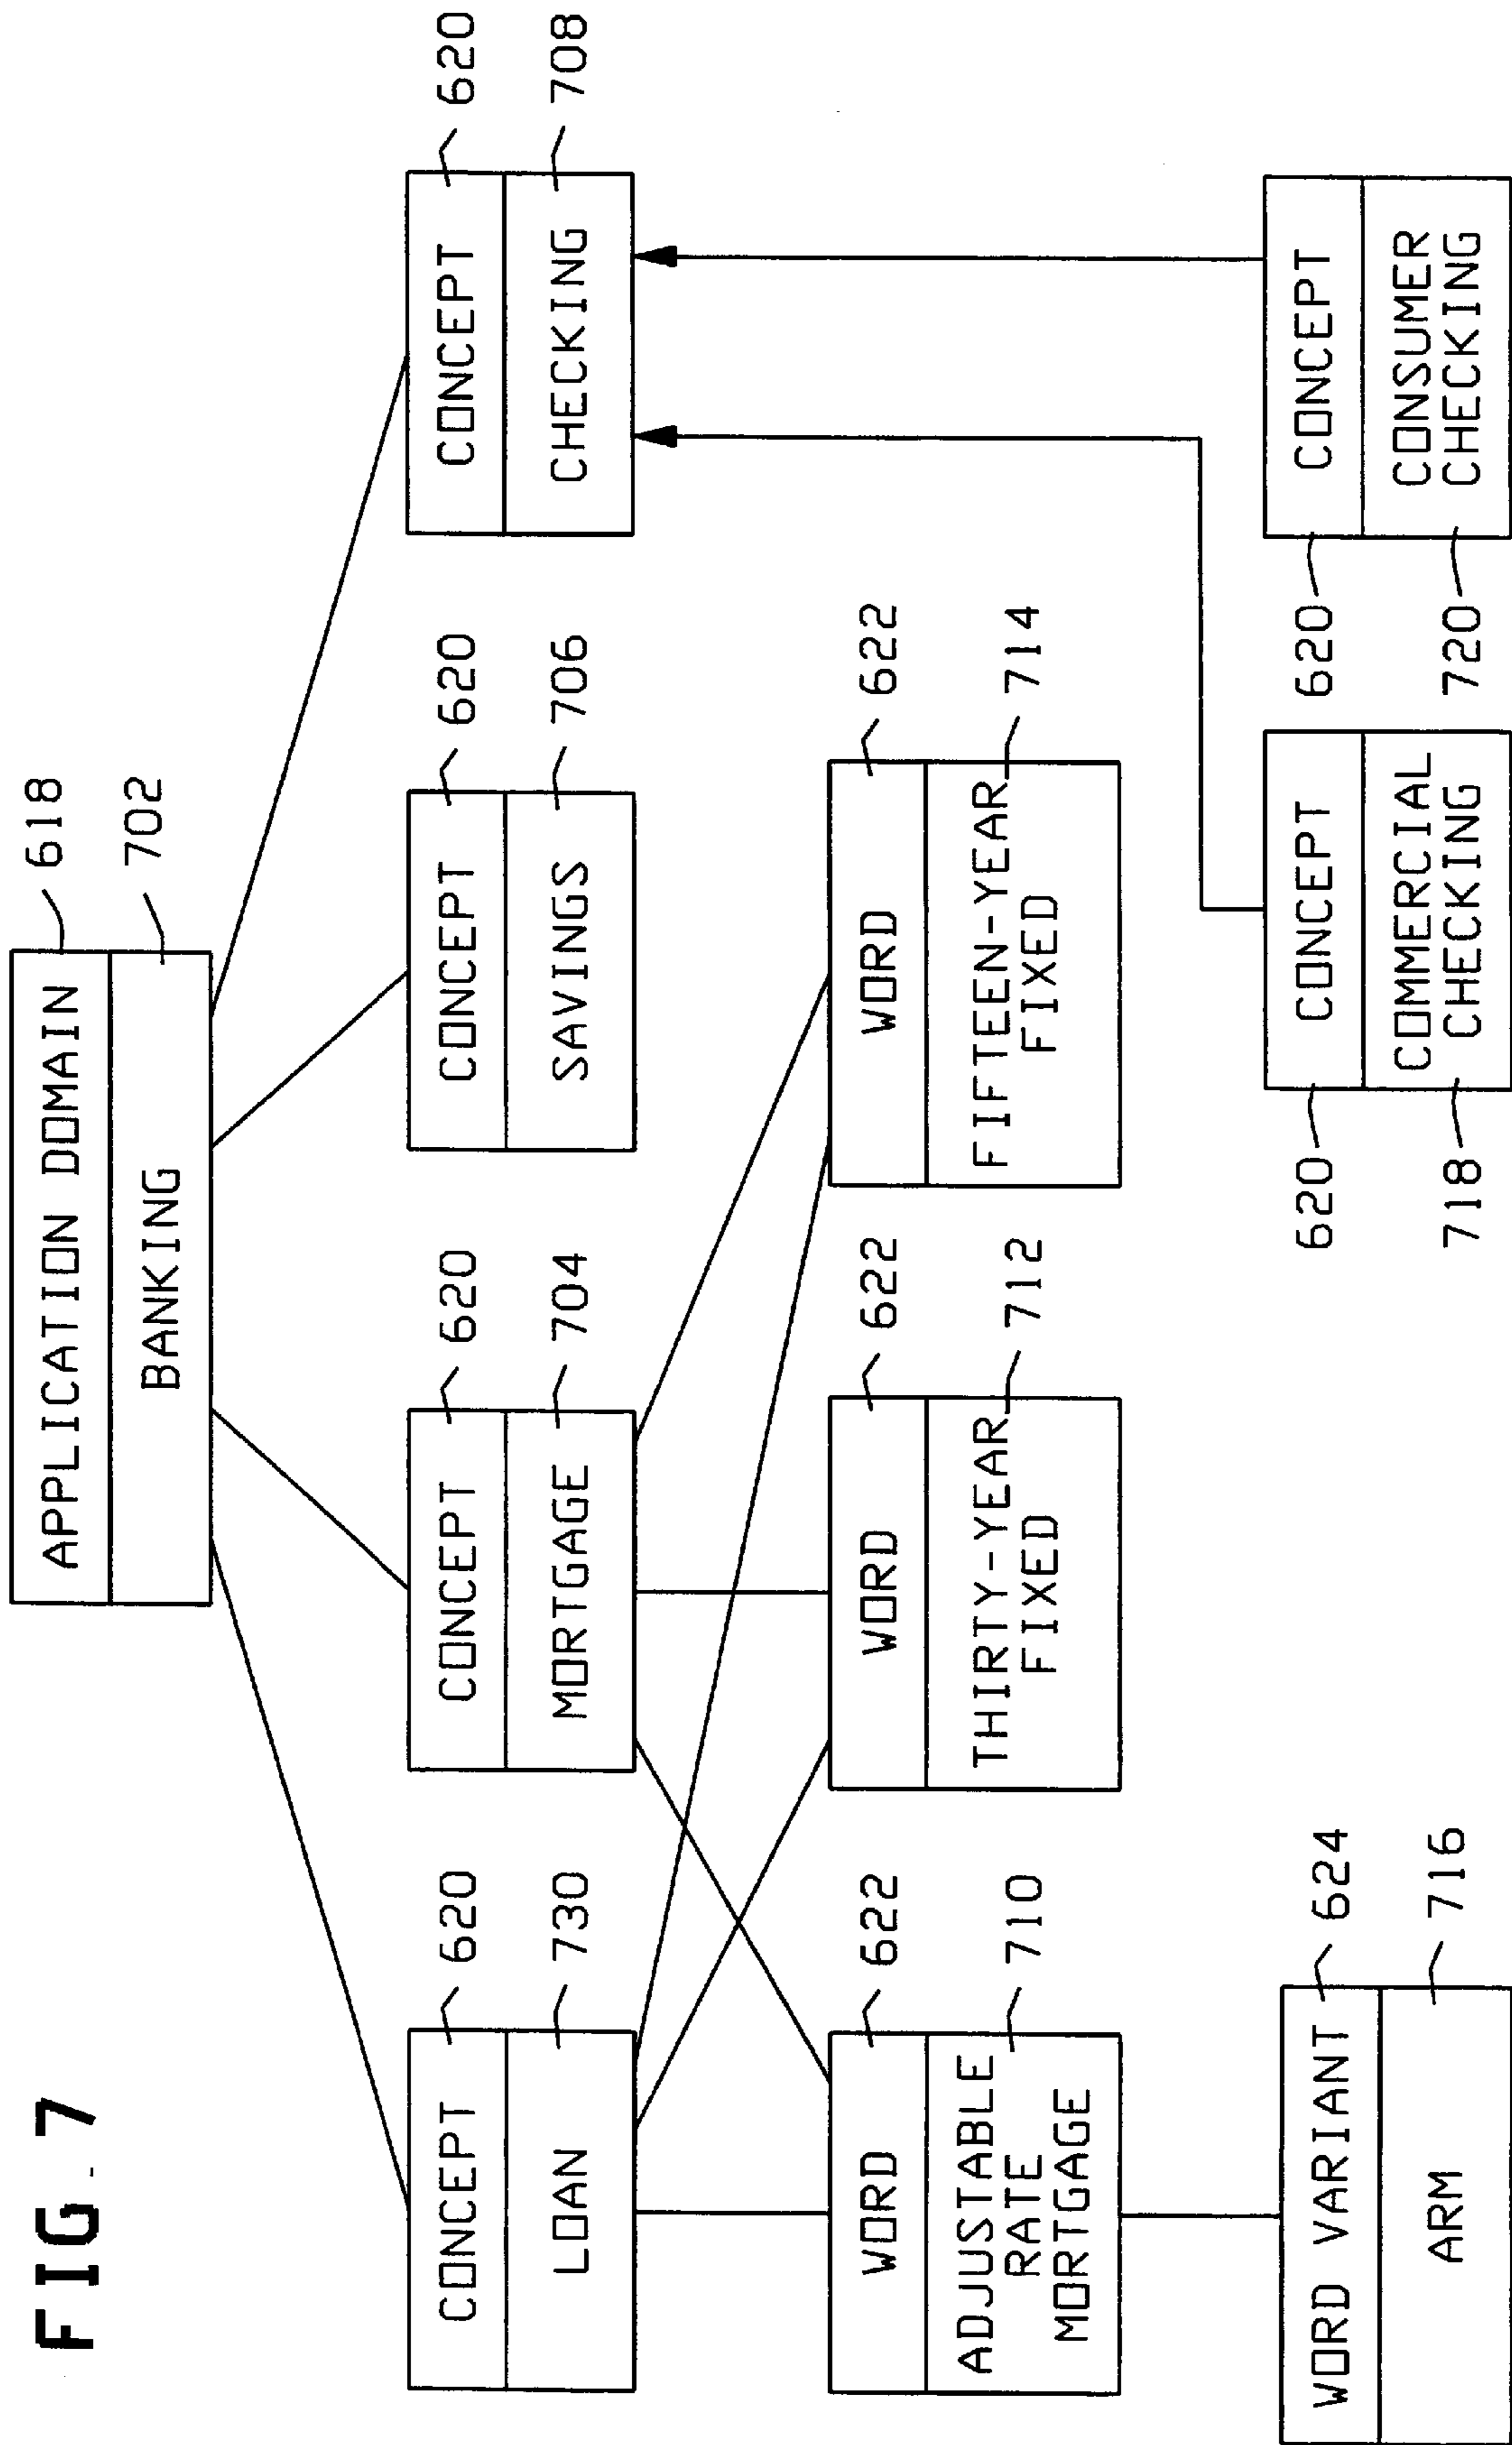 FIG. 7
APPLICATION DOMAIN
618
BANKING
702
CONCEPT
620
LOAN
730
CONCEPT
620
MORTGAGE
704
CONCEPT
620
SAVINGS
706
CONCEPT
620
CHECKING
708
WORD
622
ADJUSTABLE
RATE
MORTGAGE
710
WORD
622
THIRTY-YEAR
FIXED
712
WORD
622
FIFTEEN-YEAR
FIXED
714
WORD VARIANT
624
ARM
716
620
CONCEPT
718
COMMERCIAL
CHECKING
620
CONCEPT
720
CONSUMER
CHECKING